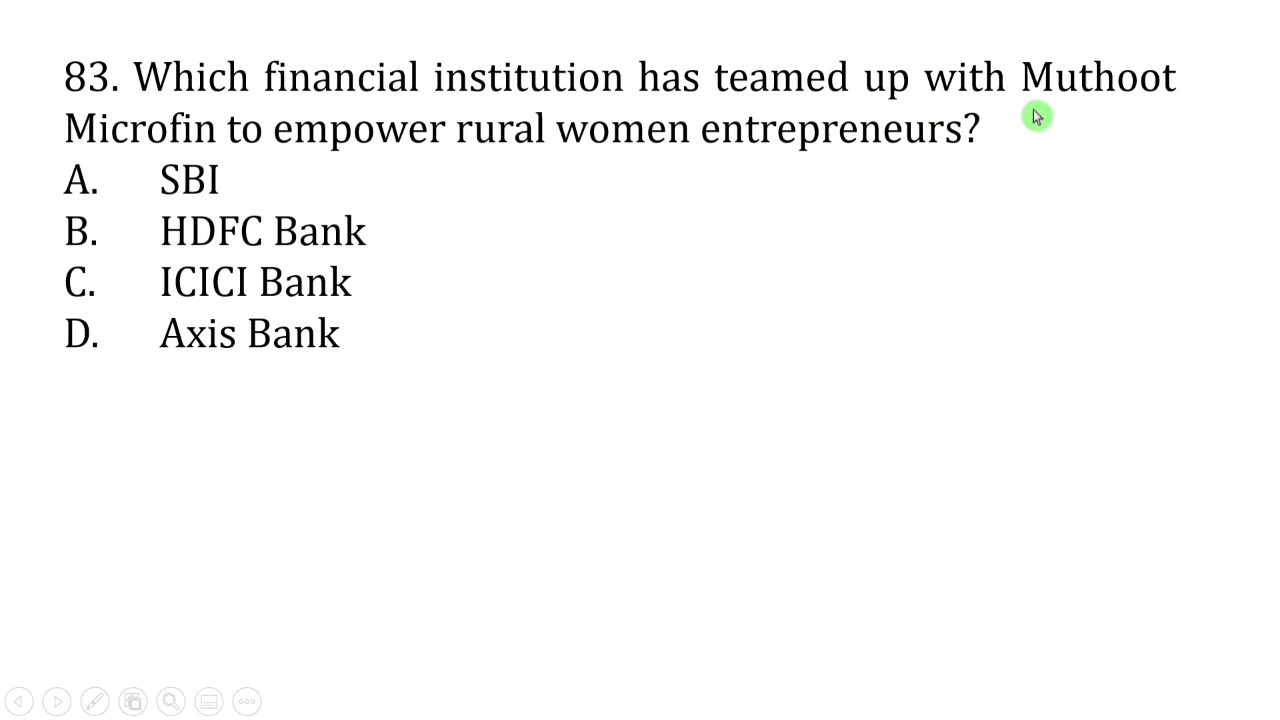 83. Which financial institution has teamed up with Muthoot
Microfin to empower rural women entrepreneurs?
A. SBI
B. HDFC Bank
C. ICICI Bank
D. Axis Bank